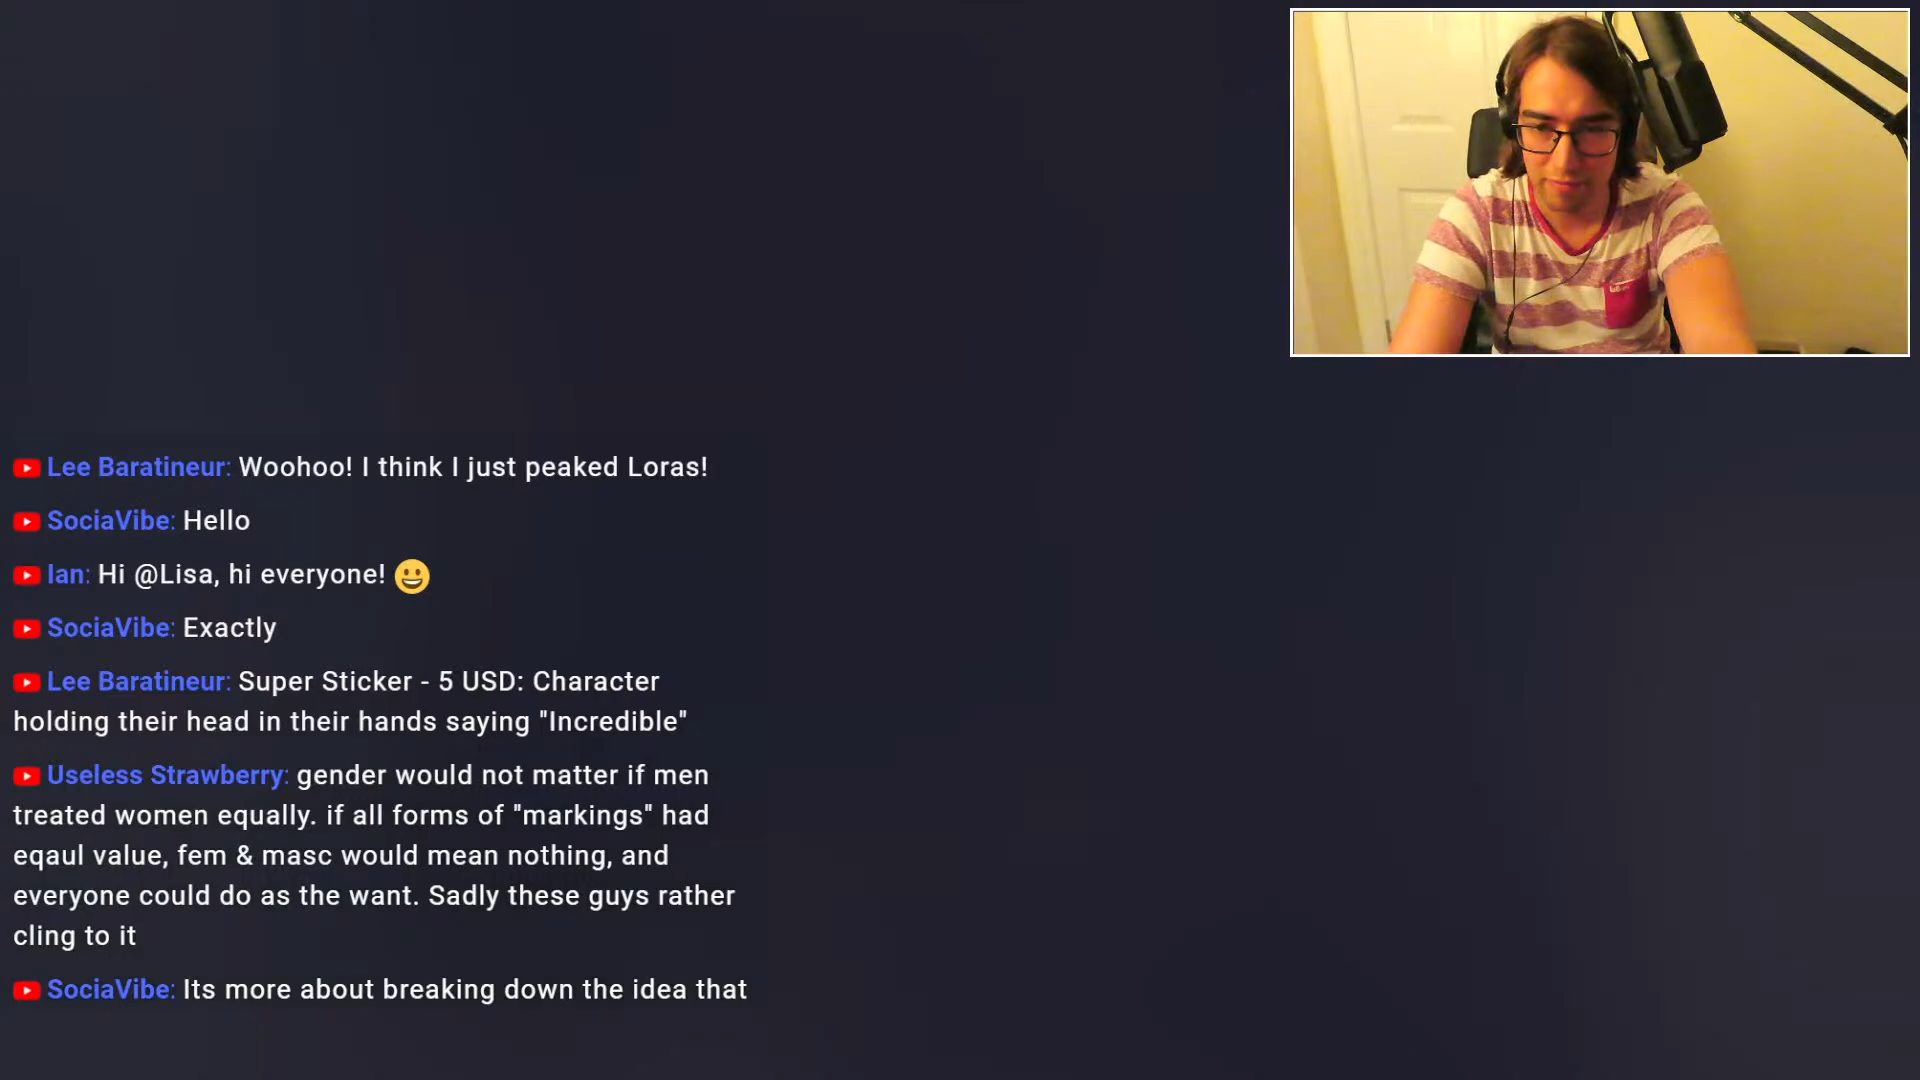 Lee Baratineur: Woohoo! I think I just peaked Loras!
SociaVibe: Hello
Ian: Hi @Lisa, hi everyone! 😀
SociaVibe: Exactly
Lee Baratineur: Super Sticker - 5 USD: Character
holding their head in their hands saying "Incredible"
Useless Strawberry: gender would not matter if men
treated women equally. if all forms of "markings" had
eqaul value, fem & masc would mean nothing, and
everyone could do as the want. Sadly these guys rather
cling to it
SociaVibe: Its more about breaking down the idea that